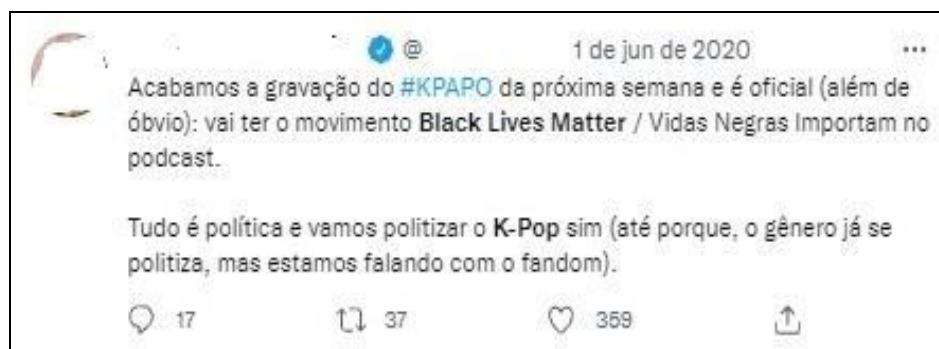 @ 1 de jun de 2020 ...
Acabamos a gravação do #KPAPO da próxima semana e é oficial (além de
óbvio): vai ter o movimento Black Lives Matter / Vidas Negras Importam no
podcast.
Tudo é política e vamos politizar o K-Pop sim (até porque, o gênero já se
politiza, mas estamos falando com o fandom).
17 37 359